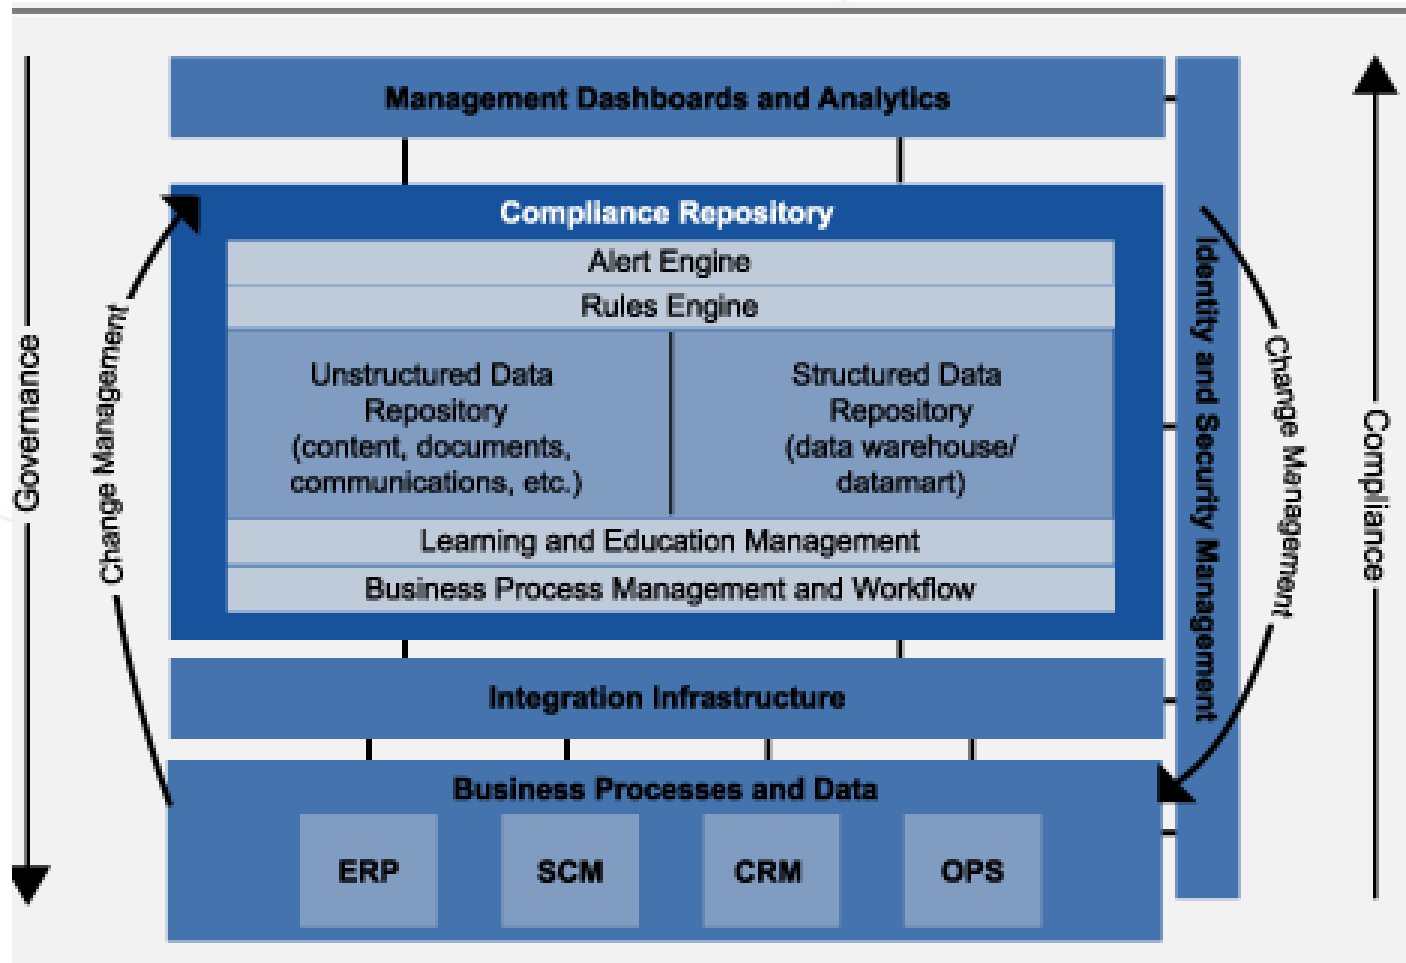 Management Dashboards and Analytics
Compliance Repository
Alert Engine
Rules Engine
Unstructured Data
Repository
(content, documents,
communications, etc.)
Structured Data
Repository
(data warehouse/
datamart)
Learning and Education Management
Business Process Management and Workflow
Integration Infrastructure
Business Processes and Data
ERP
SCM
CRM
OPS
Governance
Change Management
Identity and Security Management
Change Management
Compliance